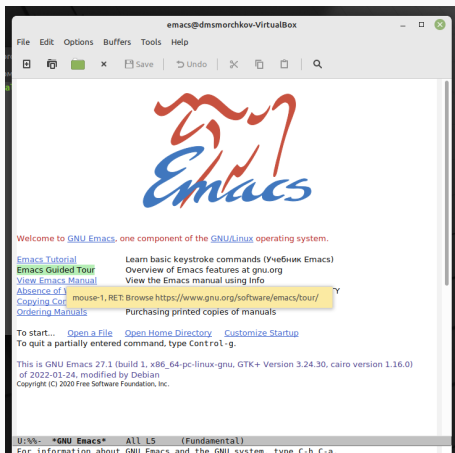 emacs@dmsmorchkov-VirtualBox
File Edit Options Buffers Tools Help
Save Undo
Emacs
Welcome to GNU Emacs, one component of the GNU/Linux operating system.
Emacs Tutorial Learn basic keystroke commands (Учебник Emacs)
Emacs Guided Tour Overview of Emacs features at gnu.org
View Emacs Manual View the Emacs manual using Info
Absence of
mouse-1, RET: Browse https://www.gnu.org/software/emacs/tour/
Ordering Manuals Purchasing printed copies of manuals
To start... Open a File Open Home Directory Customize Startup
To quit a partially entered command, type Control-g.
This is GNU Emacs 27.1 (build 1, x86_64-pc-linux-gnu, GTK+ Version 3.24.30, cairo version 1.16.0)
of 2022-01-24, modified by Debian
Copyright (C) 2020 Free Software Foundation, Inc.
U:%%- *GNU Emacs* All L5 (Fundamental)
For information about GNU Emacs and the GNU system, type C-h C-a.